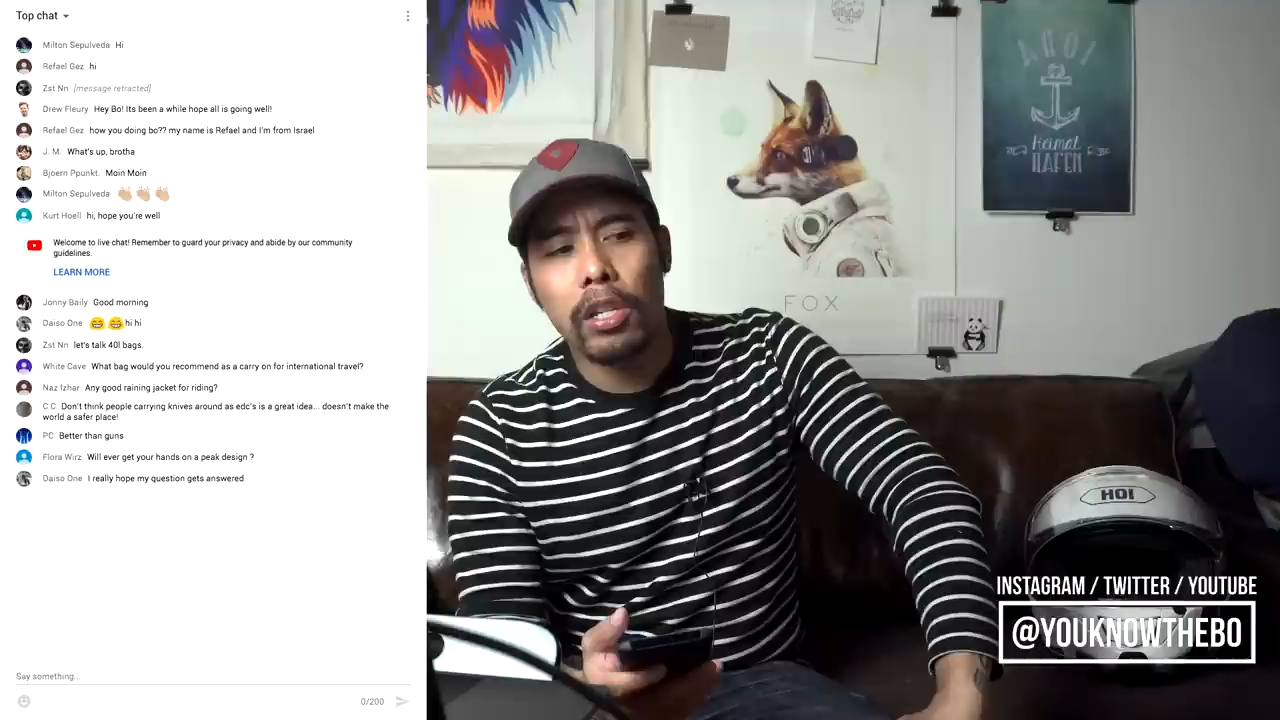 Top chat
Milton Sepulveda Hi
Refael Gez hi
Zst Nn [message retracted]
Drew Fleury Hey Bo! Its been a while hope all is going well!
Refael Gez how you doing bo?? my name is Refael and I'm from Israel
J. M. What's up, brotha
Bjoern Ppunkt. Moin Moin
Milton Sepulveda 👏🏼👏🏼👏🏼
Kurt Hoell hi, hope you're well
Welcome to live chat! Remember to guard your privacy and abide by our community
guidelines.
LEARN MORE
Jonny Baily Good morning
Daiso One 😁😁hi hi
Zst Nn let's talk 40l bags.
White Cave What bag would you recommend as a carry on for international travel?
Naz Izhar Any good raining jacket for riding?
C C Don't think people carrying knives around as edc's is a great idea... doesn't make the
world a safer place!
PC Better than guns
Flora Wirz Will ever get your hands on a peak design ?
Daiso One I really hope my question gets answered
Say something...
0/200
AHOI
Heimat
HAFEN
FOX
HOI
INSTAGRAM / TWITTER / YOUTUBE
@YOUKNOWTHEBO